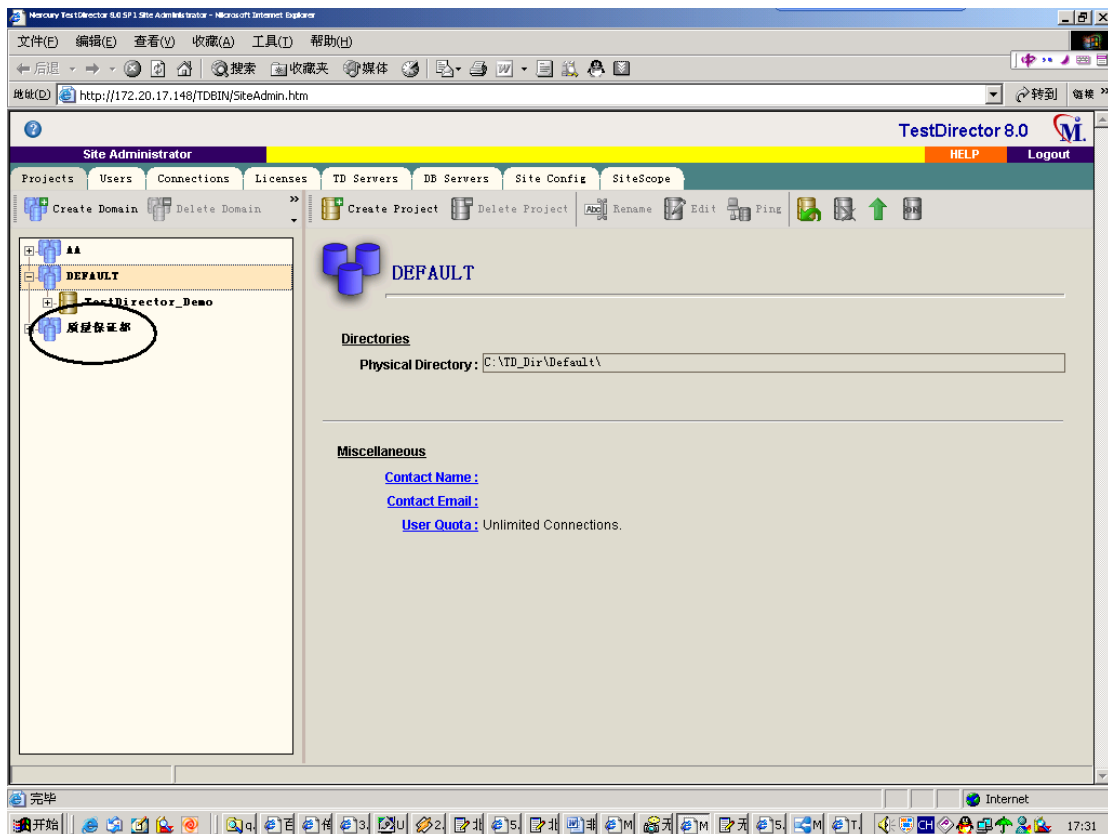 Mercury TestDirector 8.0 SP1 Site Administrator - Microsoft Internet Explorer
文件(F) 编辑(E) 查看(V) 收藏(A) 工具(T) 帮助(H)
后退 搜索 收藏夹 媒体
地址(D) http://172.20.17.148/TDBIN/SiteAdmin.htm 转到 链接 »
TestDirector 8.0 M.
Site Administrator HELP Logout
Projects Users Connections Licenses TD Servers DB Servers Site Config SiteScope
Create Domain Delete Domain » Create Project Delete Project Abc Rename Edit Ping
AA
DEFAULT
TestDirector_Demo
质量保证部
DEFAULT
Directories
Physical Directory : C:\TD_Dir\Default\
Miscellaneous
Contact Name :
Contact Email :
User Quota : Unlimited Connections.
完毕 Internet
开始 CH 17:31